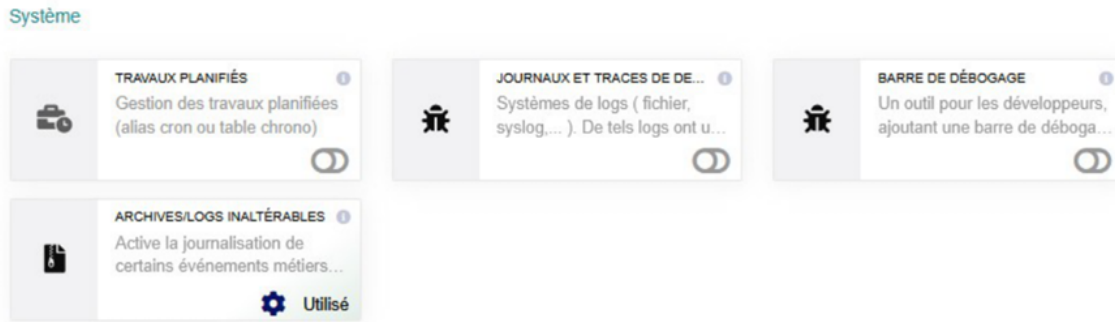 Système
TRAVAUX PLANIFIÉS
Gestion des travaux planifiées
(alias cron ou table chrono)
JOURNAUX ET TRACES DE DE...
Systèmes de logs ( fichier,
syslog,... ). De tels logs ont u...
BARRE DE DÉBOGAGE
Un outil pour les développeurs,
ajoutant une barre de déboga...
ARCHIVES/LOGS INALTÉRABLES
Active la journalisation de
certains événements métiers...
Utilisé